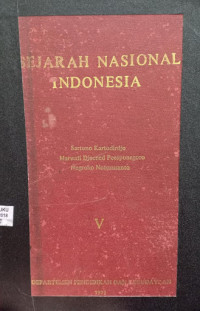 SEJARAH NASIONAL
INDONESIA
Sartono Kartodirdjo
Marwati Djoened Poesponegoro
Nugroho Notosusanto
V
DEPARTEMEN PENDIDIKAN DAN KEBUDAYAAN